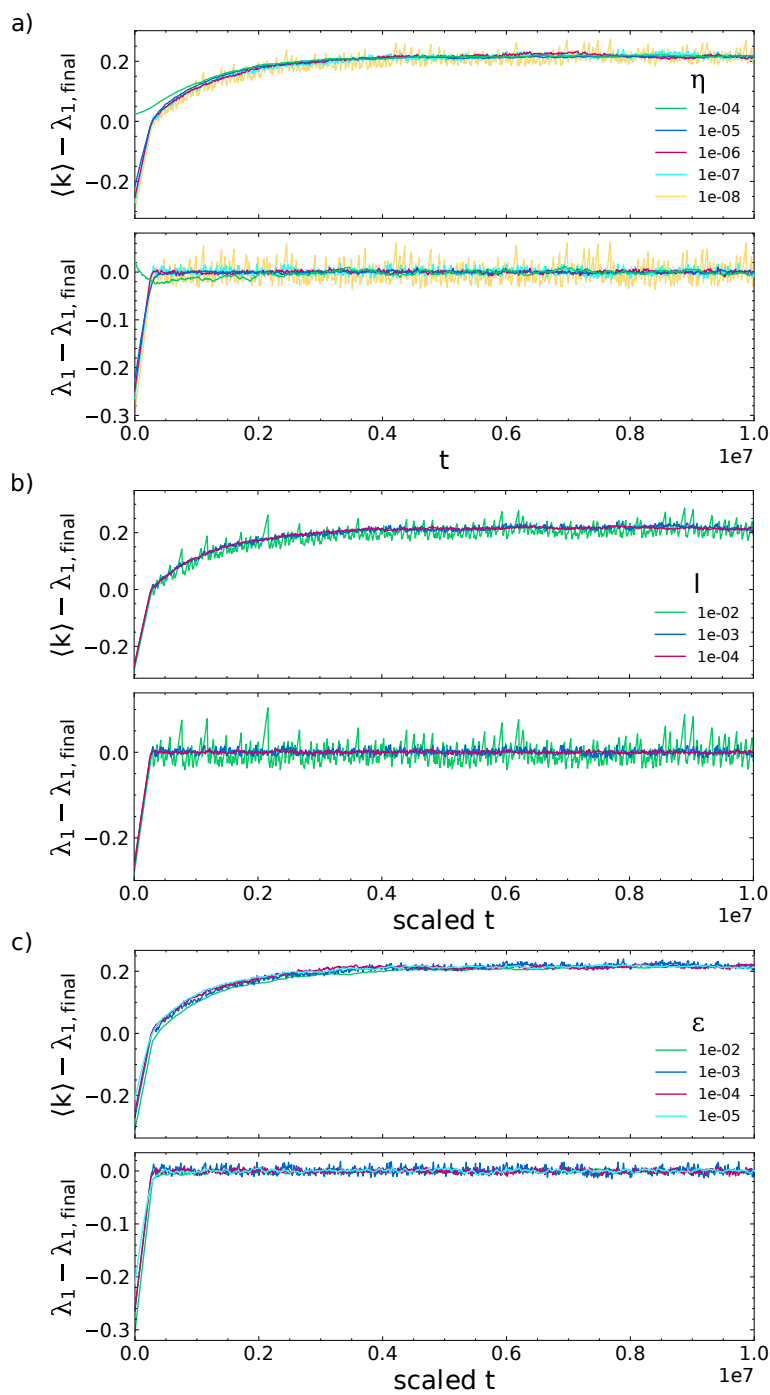 a)
⟨k⟩ − λ1, final
0.2
0.0
−0.2
η
1e-04
1e-05
1e-06
1e-07
1e-08
λ1 − λ1, final
0.0
−0.1
−0.2
−0.3
0.0 0.2 0.4 0.6 0.8 1.0
t
1e7
b)
⟨k⟩ − λ1, final
0.2
0.0
−0.2
l
1e-02
1e-03
1e-04
λ1 − λ1, final
0.0
−0.2
0.0 0.2 0.4 0.6 0.8 1.0
scaled t
1e7
c)
⟨k⟩ − λ1, final
0.2
0.0
−0.2
ε
1e-02
1e-03
1e-04
1e-05
λ1 − λ1, final
0.0
−0.1
−0.2
−0.3
0.0 0.2 0.4 0.6 0.8 1.0
scaled t
1e7